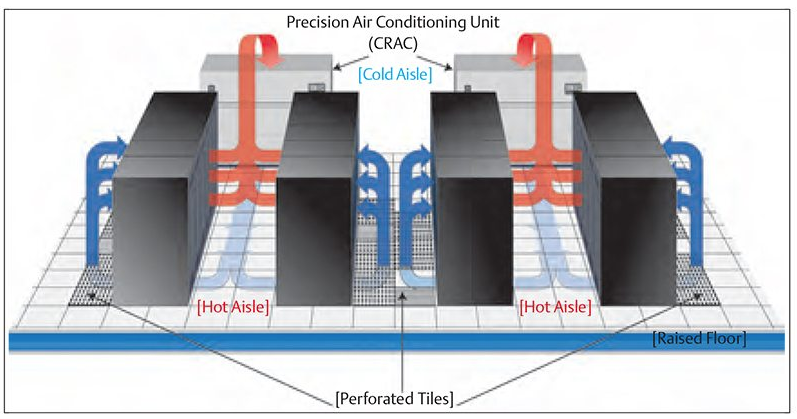 Precision Air Conditioning Unit
(CRAC)
[Cold Aisle]
[Hot Aisle]
[Hot Aisle]
[Raised Floor]
[Perforated Tiles]